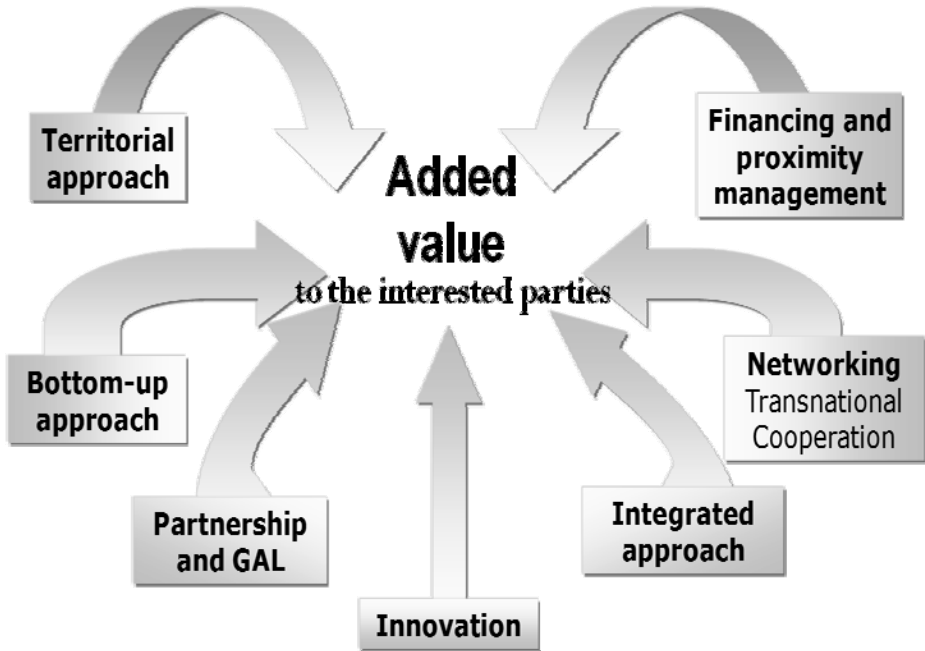 Territorial
approach
Financing and
proximity
management
Added
value
to the interested parties
Bottom-up
approach
Networking
Transnational
Cooperation
Partnership
and GAL
Integrated
approach
Innovation